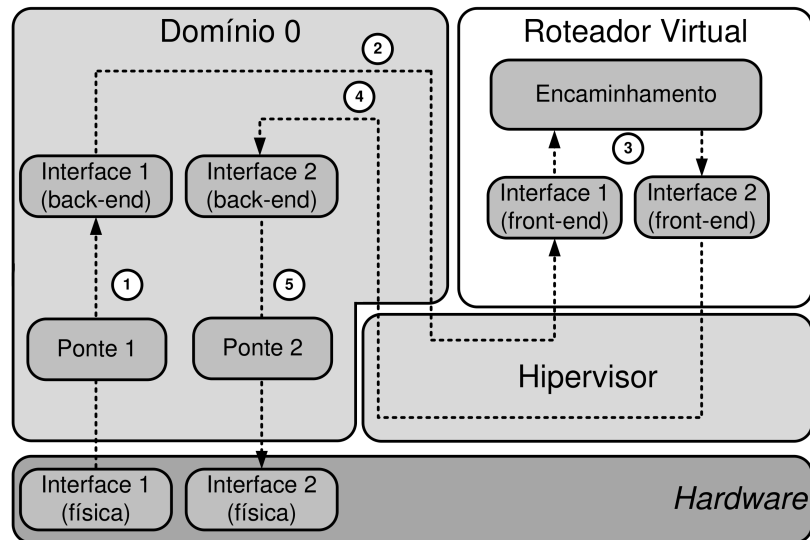 Domínio 0
Roteador Virtual
2
4
Encaminhamento
3
Interface 1
(back-end)
Interface 2
(back-end)
Interface 1
(front-end)
Interface 2
(front-end)
1
5
Ponte 1
Ponte 2
Hipervisor
Interface 1
(física)
Interface 2
(física)
Hardware